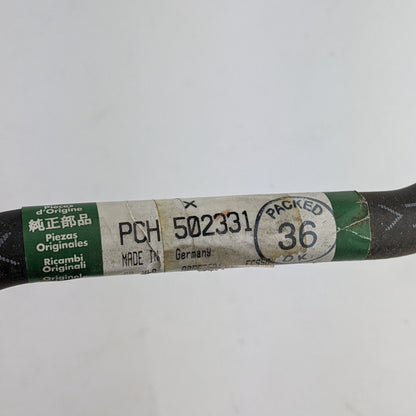 Pièces
d'Origine
純正部品
Piezas
Originales
Ricambi
Originali
X
PCH 502331
MADE IN Germany
PACKED
36
U.K.